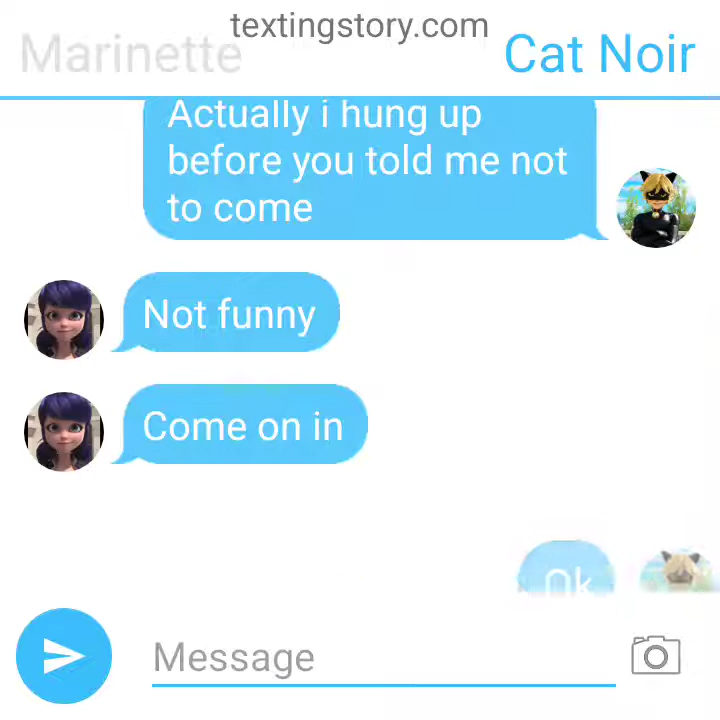 textingstory.com
Marinette
Cat Noir
Actually i hung up
before you told me not
to come
Not funny
Come on in
Ok
Message